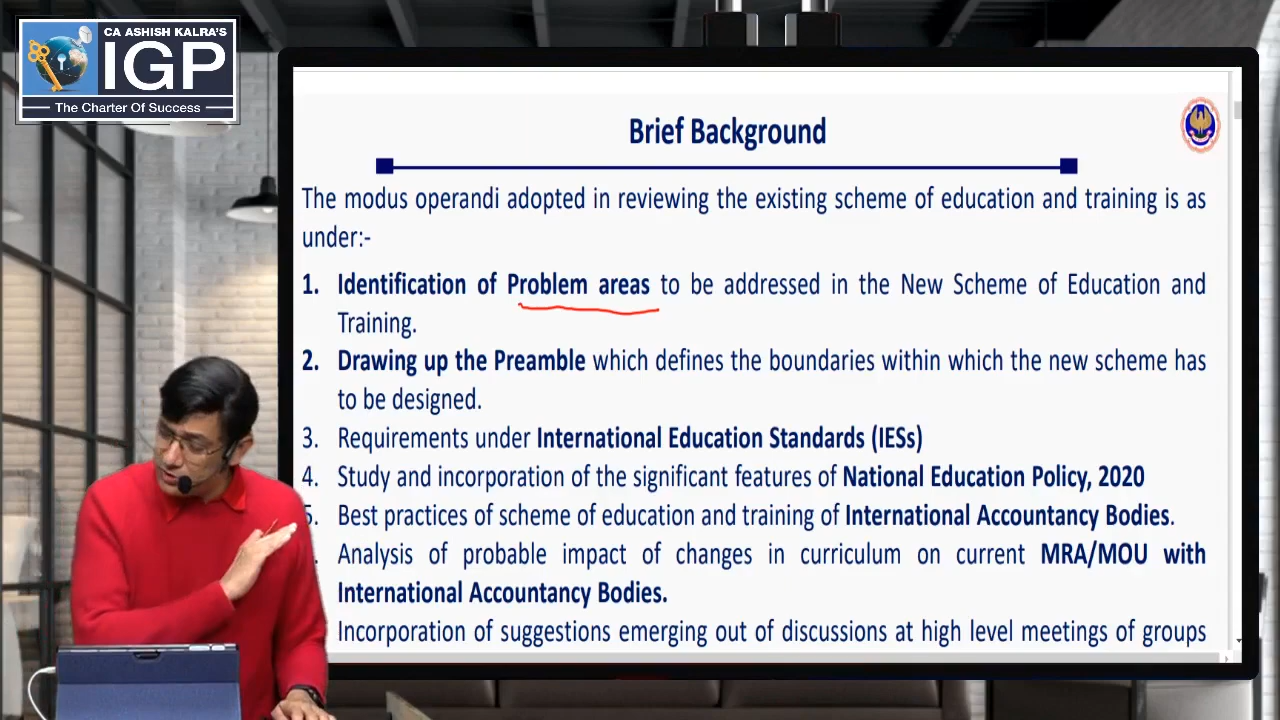 CA ASHISH KALRA'S
IGP
The Charter Of Success
Brief Background
The modus operandi adopted in reviewing the existing scheme of education and training is as
under:-
1. Identification of Problem areas to be addressed in the New Scheme of Education and
Training.
2. Drawing up the Preamble which defines the boundaries within which the new scheme has
to be designed.
3. Requirements under International Education Standards (IESs)
4. Study and incorporation of the significant features of National Education Policy, 2020
5. Best practices of scheme of education and training of International Accountancy Bodies.
Analysis of probable impact of changes in curriculum on current MRA/MOU with
International Accountancy Bodies.
Incorporation of suggestions emerging out of discussions at high level meetings of groups